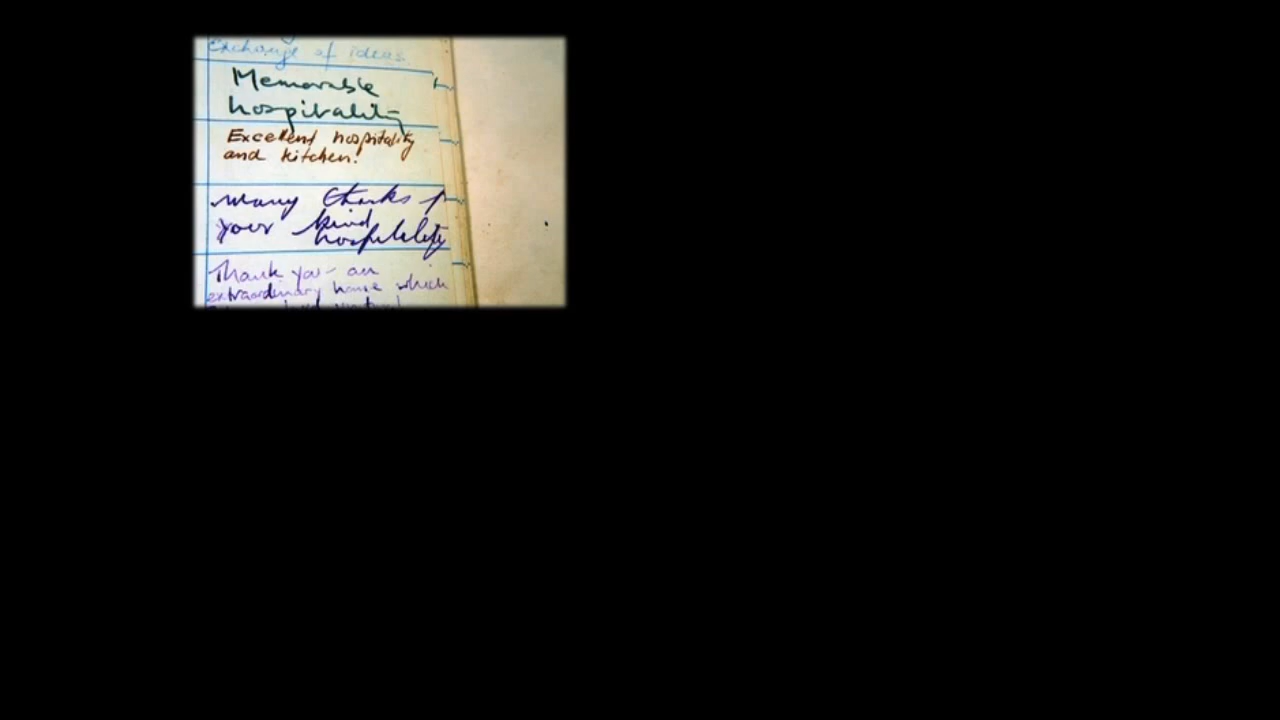 exchange of ideas.
Memorable
hospitality
Excellent hospitality
and kitchen!
Many thanks f
your kind
hospitality
Thank you - an
extraordinary house which